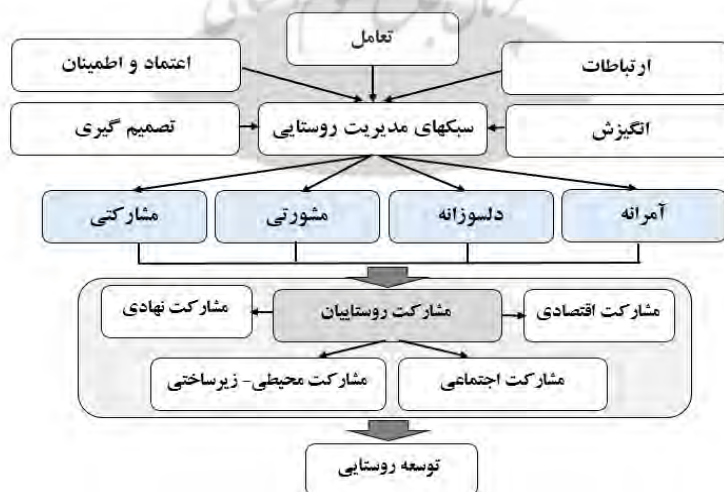 تعامل
ارتباطات
اعتماد و اطمینان
انگیزش
سبکهای مدیریت روستایی
تصمیم گیری
آمرانه
دلسوزانه
مشورتی
مشارکتی
مشارکت اقتصادی
مشارکت روستاییان
مشارکت نهادی
مشارکت اجتماعی
مشارکت محیطی- زیرساختی
توسعه روستایی